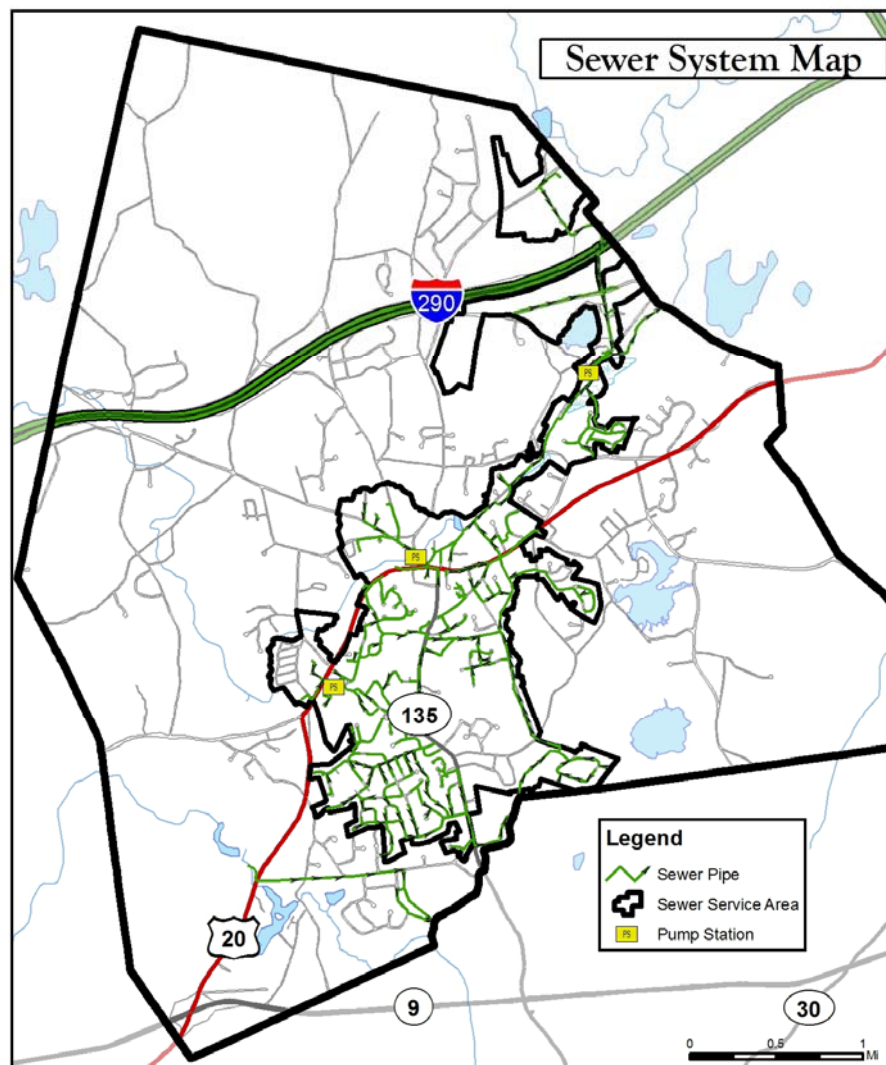 Sewer System Map
290
PS
PS
PS
135
Legend
Sewer Pipe
Sewer Service Area
PS Pump Station
20
9
30
0 0.5 1
Mi